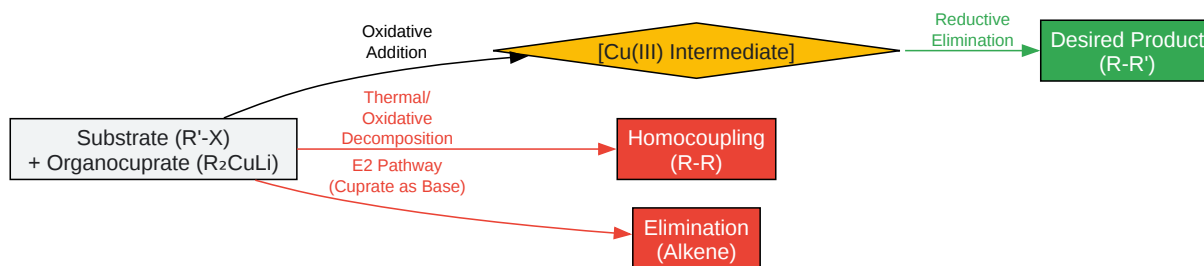 Oxidative
Addition
[Cu(III) Intermediate]
Reductive
Elimination
Desired Product
(R-R')
Substrate (R'-X)
+ Organocuprate (R₂CuLi)
Thermal/
Oxidative
Decomposition
Homocoupling
(R-R)
E2 Pathway
(Cuprate as Base)
Elimination
(Alkene)